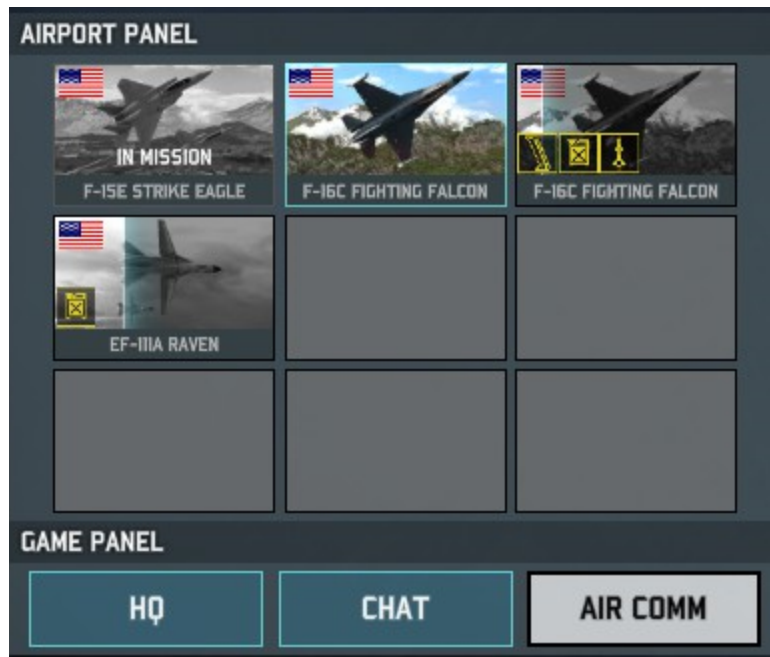 AIRPORT PANEL
IN MISSION
F-15E STRIKE EAGLE
F-16C FIGHTING FALCON
F-16C FIGHTING FALCON
EF-111A RAVEN
GAME PANEL
HQ
CHAT
AIR COMM